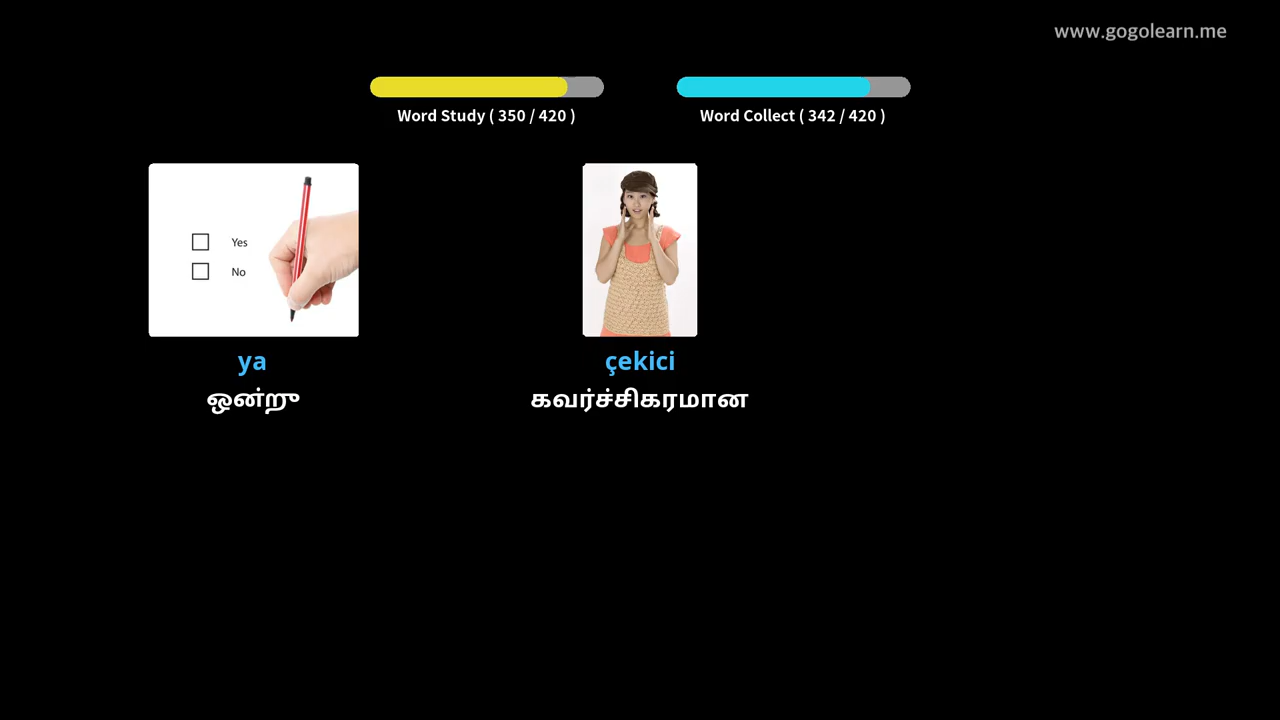 www.gogolearn.me
Word Study ( 350 / 420 )
Word Collect ( 342 / 420 )
Yes
No
ya
ஒன்று
çekici
கவர்ச்சிகரமான